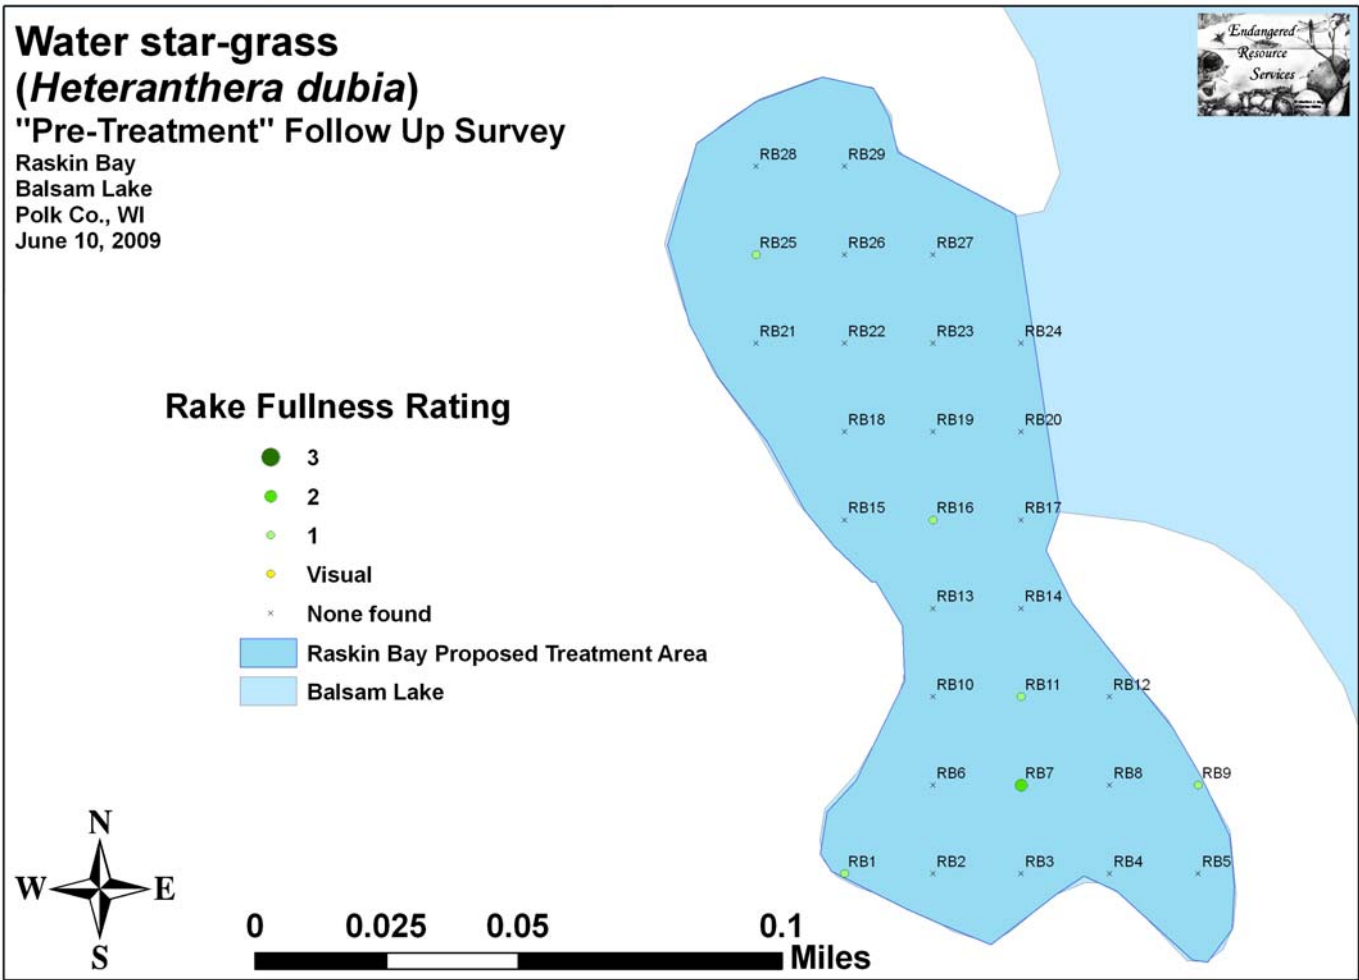 Water star-grass
(Heteranthera dubia)
"Pre-Treatment" Follow Up Survey
Raskin Bay
Balsam Lake
Polk Co., WI
June 10, 2009
Endangered
Resource
Services
RB28 RB29
RB25 RB26 RB27
RB21 RB22 RB23 RB24
RB18 RB19 RB20
RB15 RB16 RB17
RB13 RB14
RB10 RB11 RB12
RB6 RB7 RB8 RB9
RB1 RB2 RB3 RB4 RB5
Rake Fullness Rating
3
2
1
Visual
None found
Raskin Bay Proposed Treatment Area
Balsam Lake
N
W E
S
0 0.025 0.05 0.1
Miles